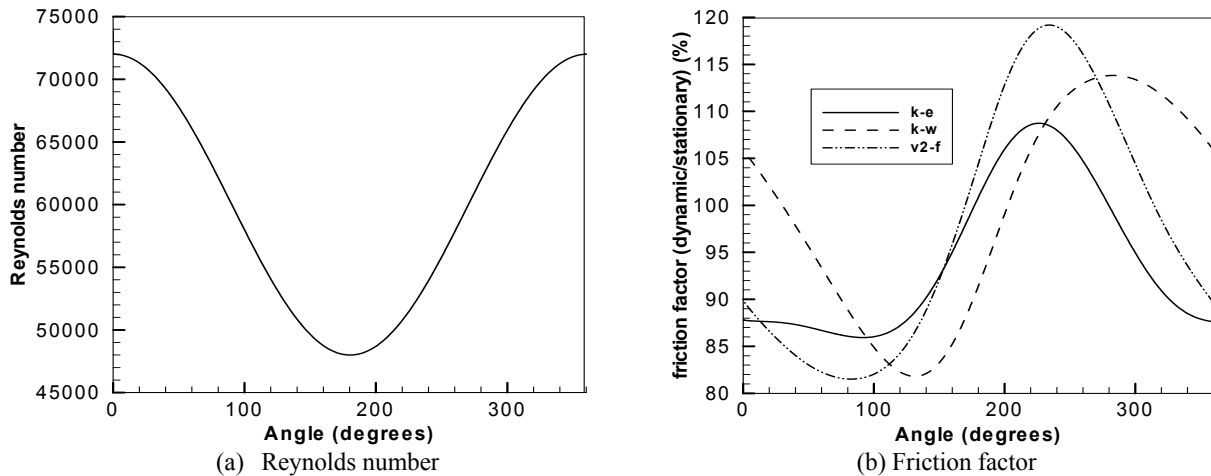 75000
70000
65000
60000
55000
50000
45000
Reynolds number
0
100
200
300
Angle (degrees)
(a) Reynolds number
120
115
110
105
100
95
90
85
80
friction factor (dynamic/stationary) (%)
k-e
k-w
v2-f
0
100
200
300
Angle (degrees)
(b) Friction factor